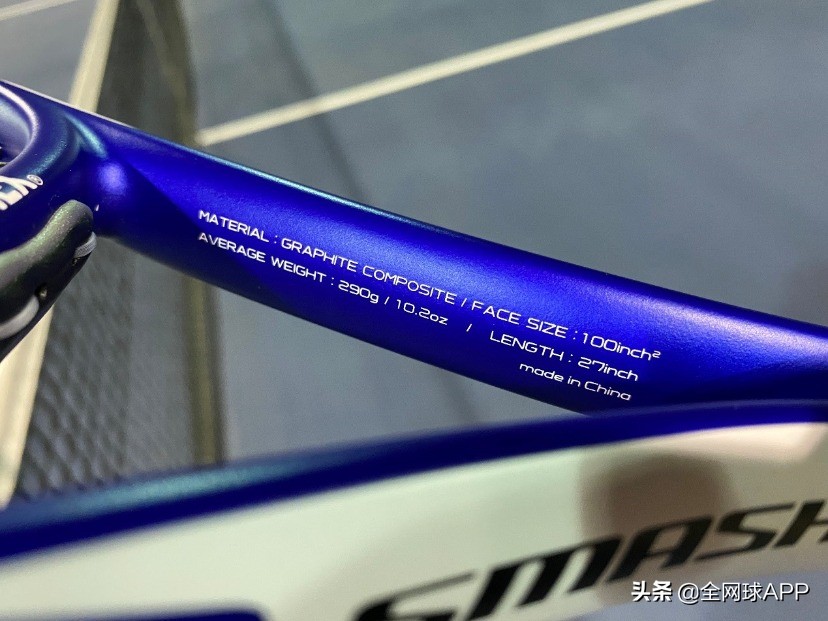 MATERIAL : GRAPHITE COMPOSITE / FACE SIZE : 100inch²
AVERAGE WEIGHT : 290g / 10.2oz / LENGTH : 27inch
made in China
SMASH
头条 @全网球APP